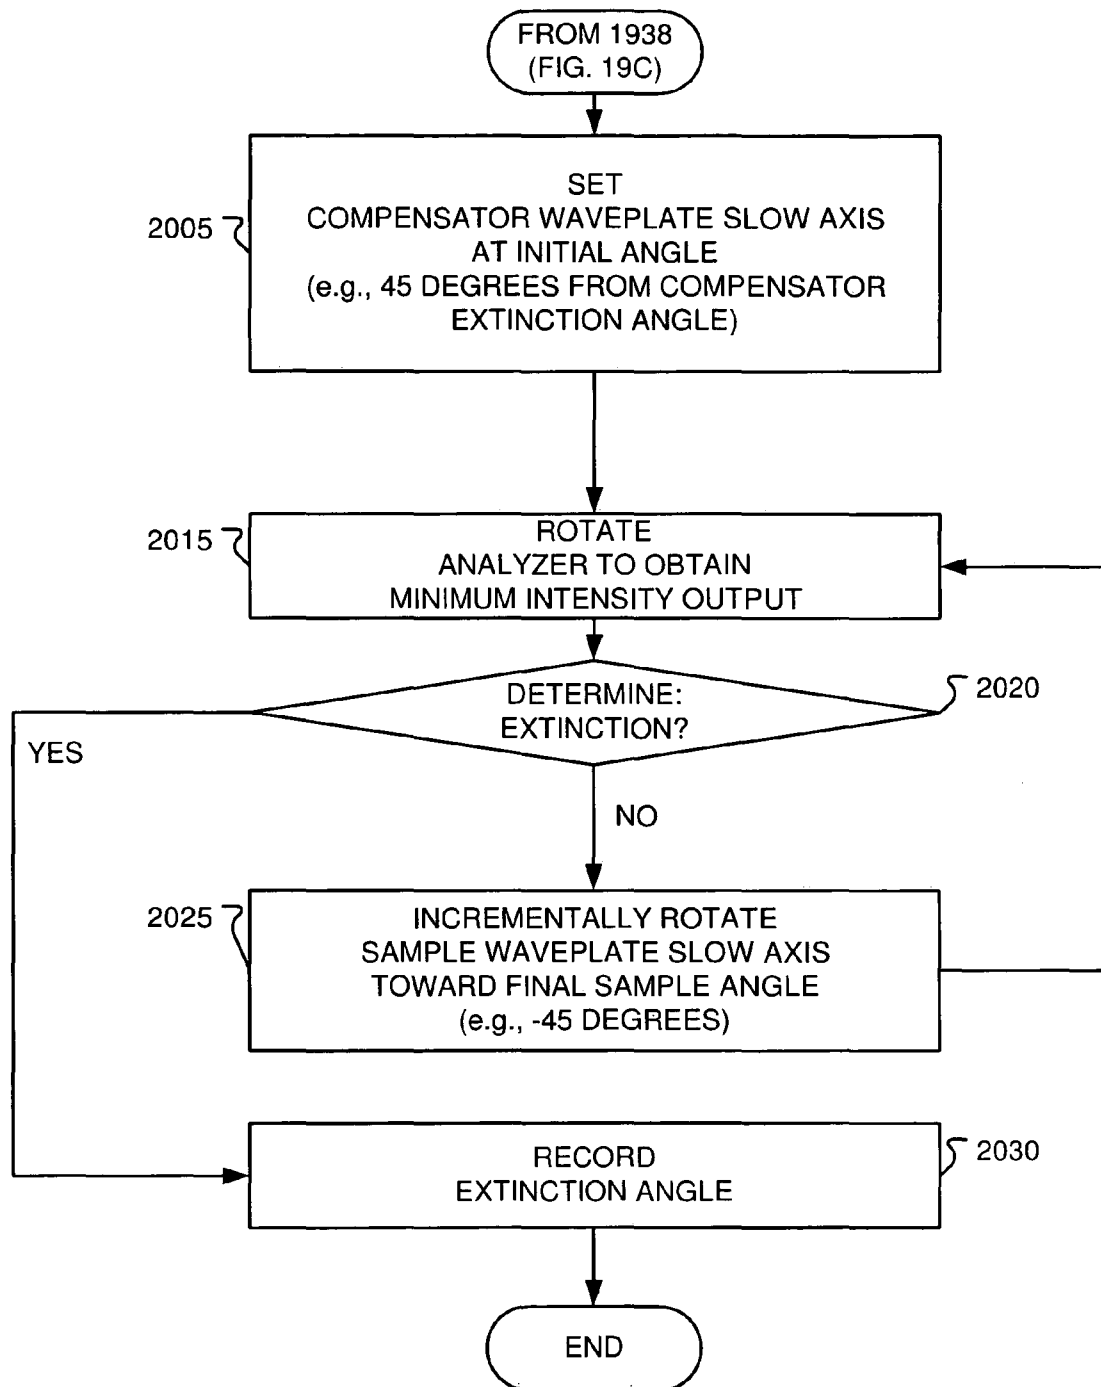 FROM 1938
(FIG. 19C)
2005
SET
COMPENSATOR WAVEPLATE SLOW AXIS
AT INITIAL ANGLE
(e.g., 45 DEGREES FROM COMPENSATOR
EXTINCTION ANGLE)
2015
ROTATE
ANALYZER TO OBTAIN
MINIMUM INTENSITY OUTPUT
DETERMINE:
EXTINCTION?
2020
YES
NO
2025
INCREMENTALLY ROTATE
SAMPLE WAVEPLATE SLOW AXIS
TOWARD FINAL SAMPLE ANGLE
(e.g., -45 DEGREES)
RECORD
EXTINCTION ANGLE
2030
END